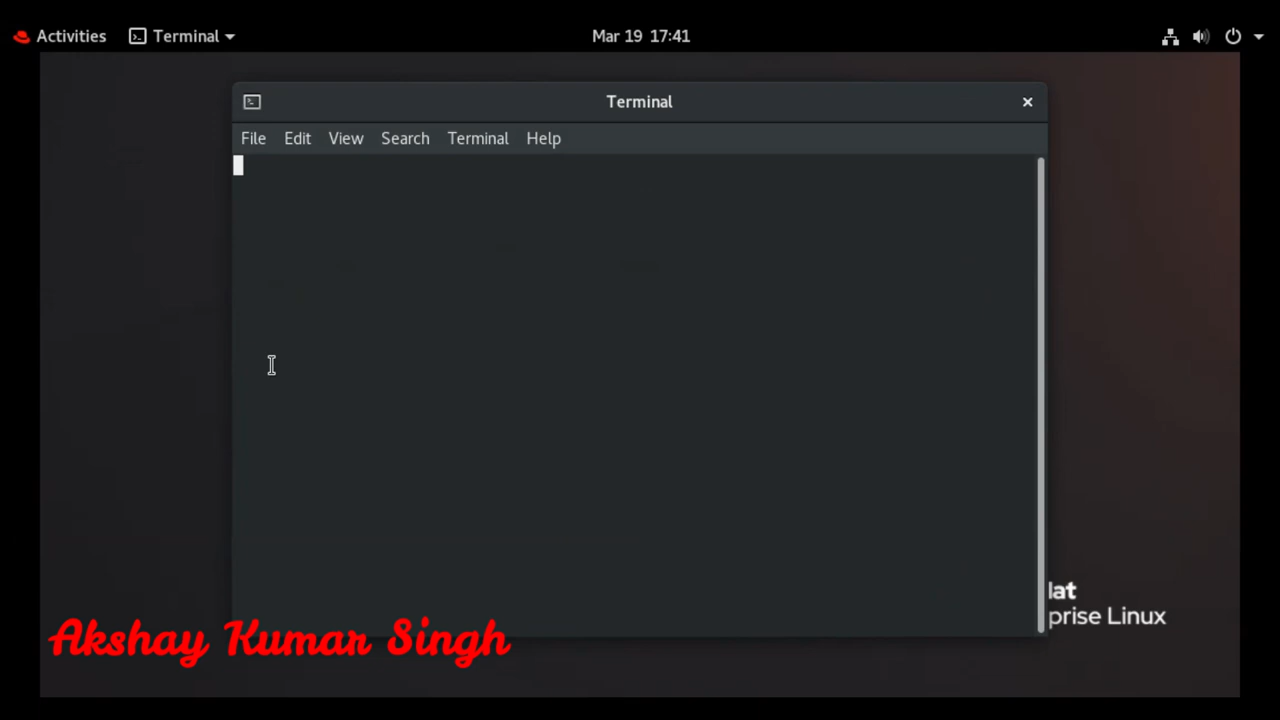 Activities Terminal Mar 19 17:41
Terminal
File Edit View Search Terminal Help
lat
prise Linux
Akshay Kumar Singh